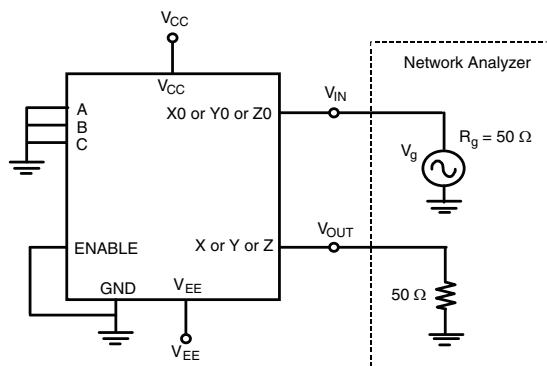 VCC
Network Analyzer
VCC
A
B
C
X0 or Y0 or Z0
VIN
Vg
Rg = 50 Ω
ENABLE
X or Y or Z
VOUT
GND
VEE
50 Ω
VEE